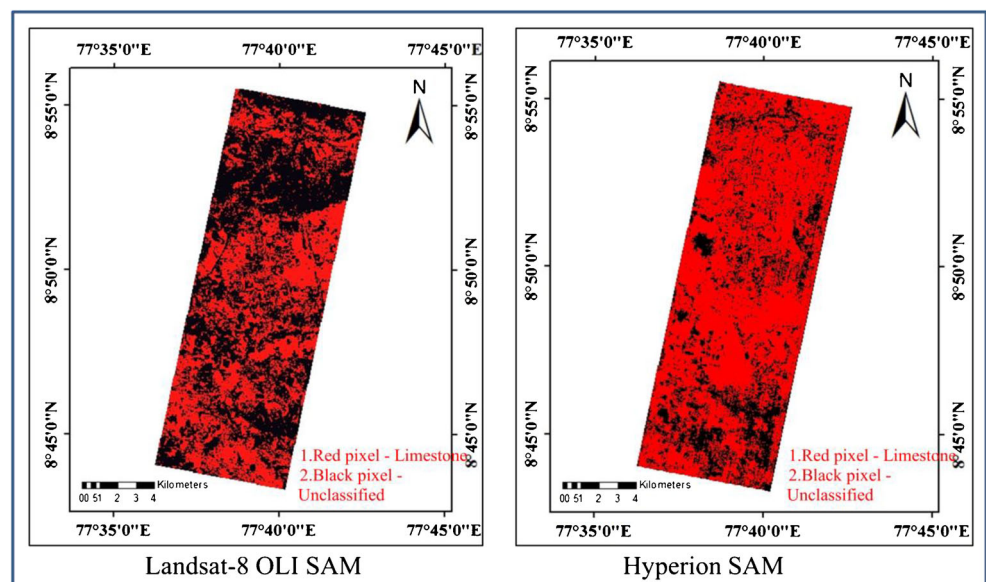 77°35'0"E 77°40'0"E 77°45'0"E
N
8°55'0"N 8°55'0"N
8°50'0"N 8°50'0"N
8°45'0"N 8°45'0"N
1.Red pixel - Limestone
2.Black pixel -
Unclassified
Kilometers
00 51 2 3 4
77°35'0"E 77°40'0"E 77°45'0"E
Landsat-8 OLI SAM
77°35'0"E 77°40'0"E 77°45'0"E
N
8°55'0"N 8°55'0"N
8°50'0"N 8°50'0"N
8°45'0"N 8°45'0"N
1.Red pixel - Limestone
2.Black pixel -
Unclassified
Kilometers
00 51 2 3 4
77°35'0"E 77°40'0"E 77°45'0"E
Hyperion SAM